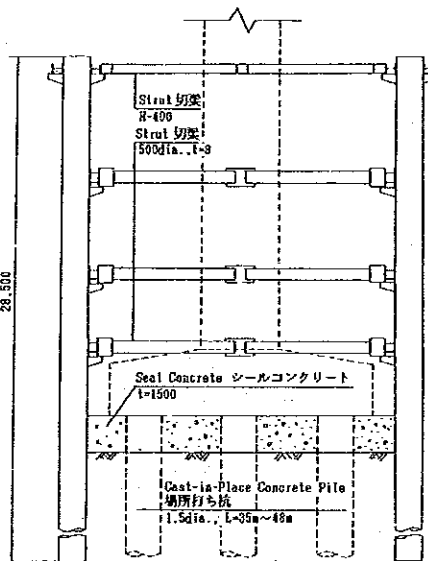 Strut 切梁
H-400
Strut 切梁
500dia., t=9
28,500
Seal Concrete シールコンクリート
t=1500
Cast-in-Place Concrete Pile
場所打ち杭
1.5dia., L=35m~48m